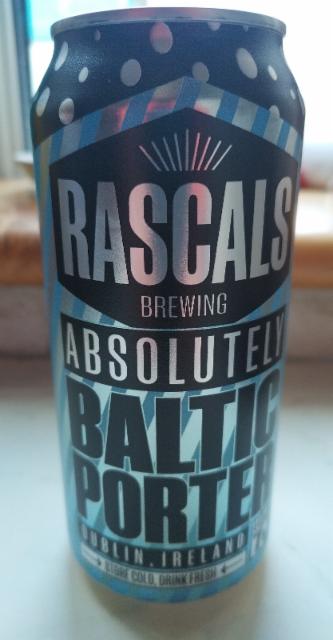 RASCALS
BREWING
ABSOLUTELY
BALTIC
PORTER
DUBLIN, IRELAND
STORE COLD, DRINK FRESH